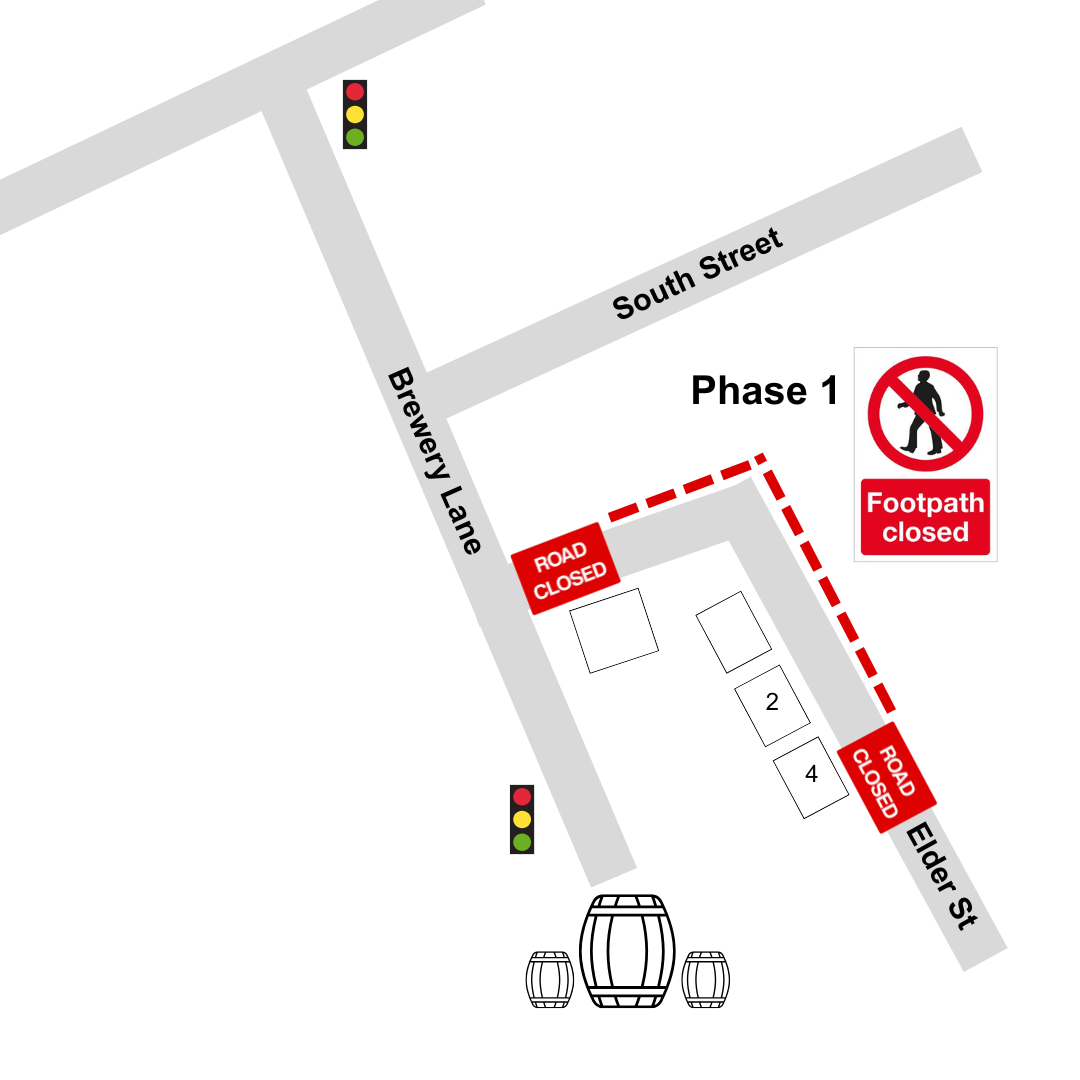 South Street
Brewery Lane
Phase 1
Footpath
closed
ROAD
CLOSED
2
4
ROAD
CLOSED
Elder St